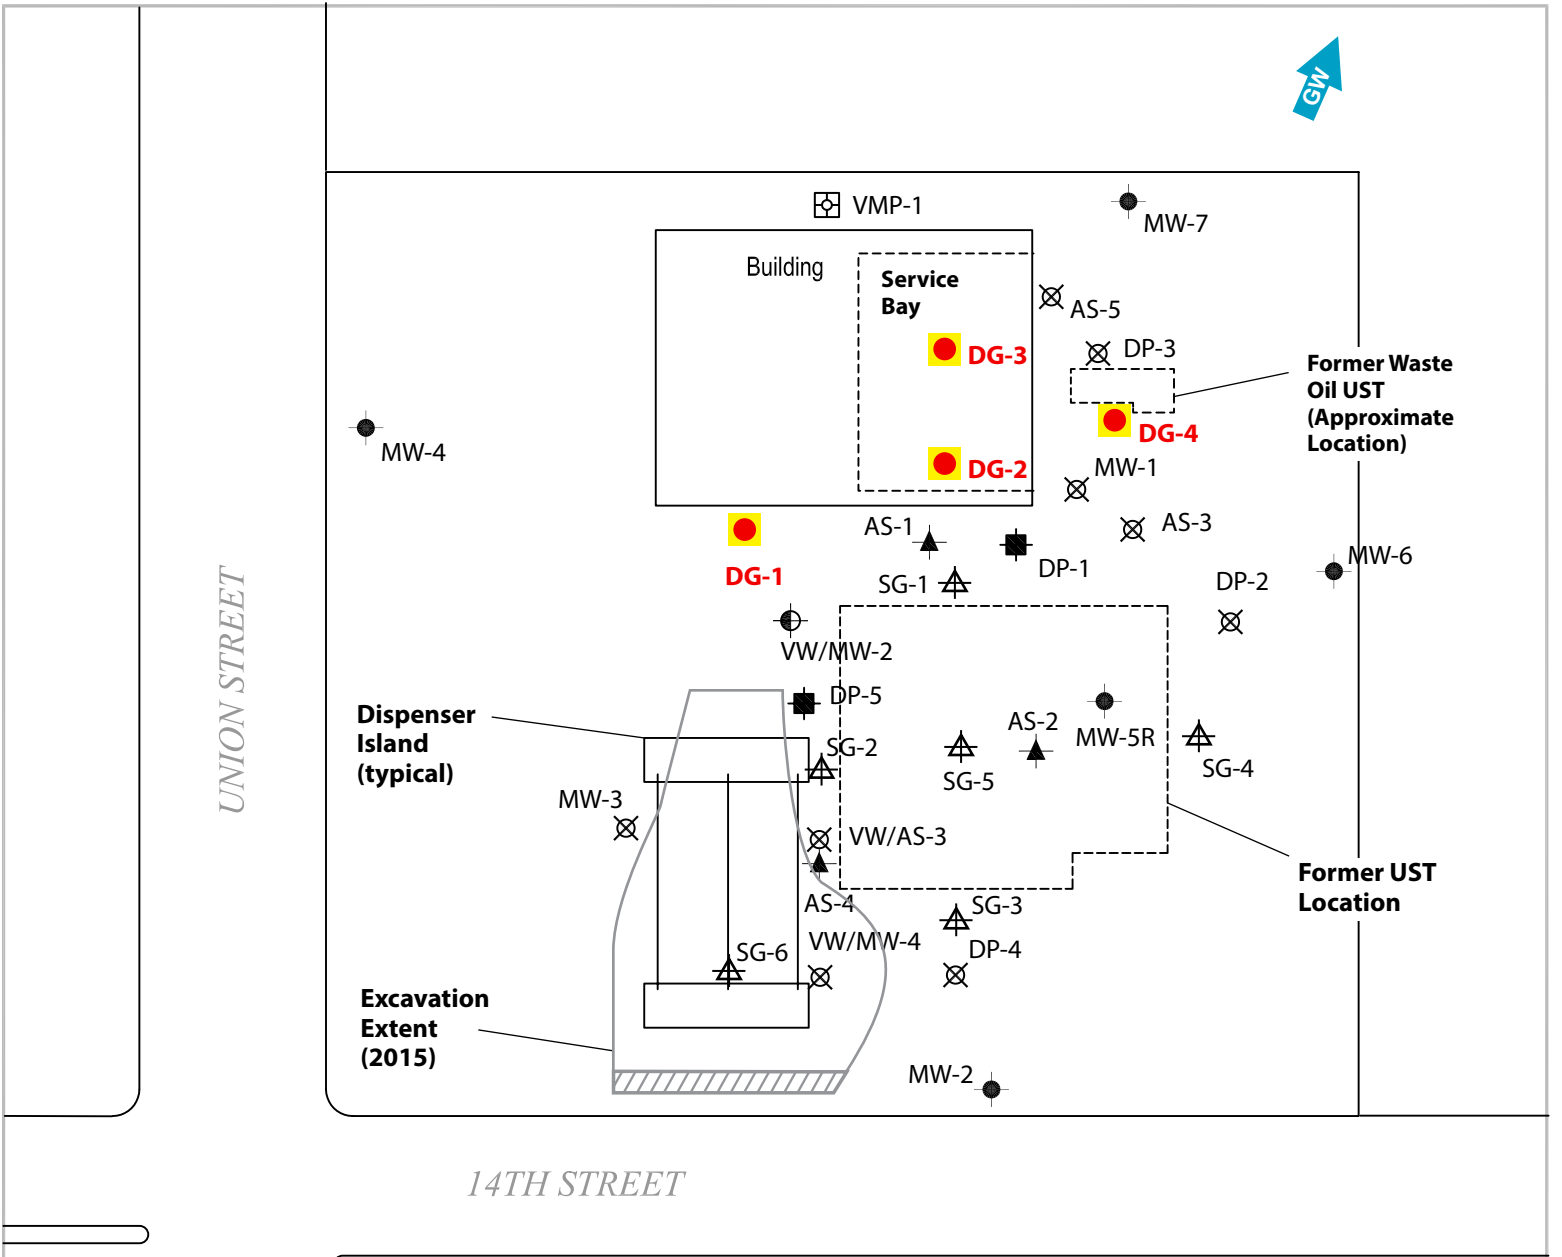 GW
VMP-1
MW-7
Building
Service
Bay
AS-5
DP-3
DG-3
Former Waste
Oil UST
(Approximate
Location)
DG-4
MW-4
DG-2
MW-1
AS-1
AS-3
DP-1
MW-6
DG-1
SG-1
DP-2
UNION STREET
VW/MW-2
DP-5
Dispenser
Island
(typical)
AS-2
MW-5R
SG-2
SG-5
SG-4
MW-3
VW/AS-3
Former UST
Location
AS-4
SG-3
VW/MW-4
SG-6
DP-4
Excavation
Extent
(2015)
MW-2
14TH STREET